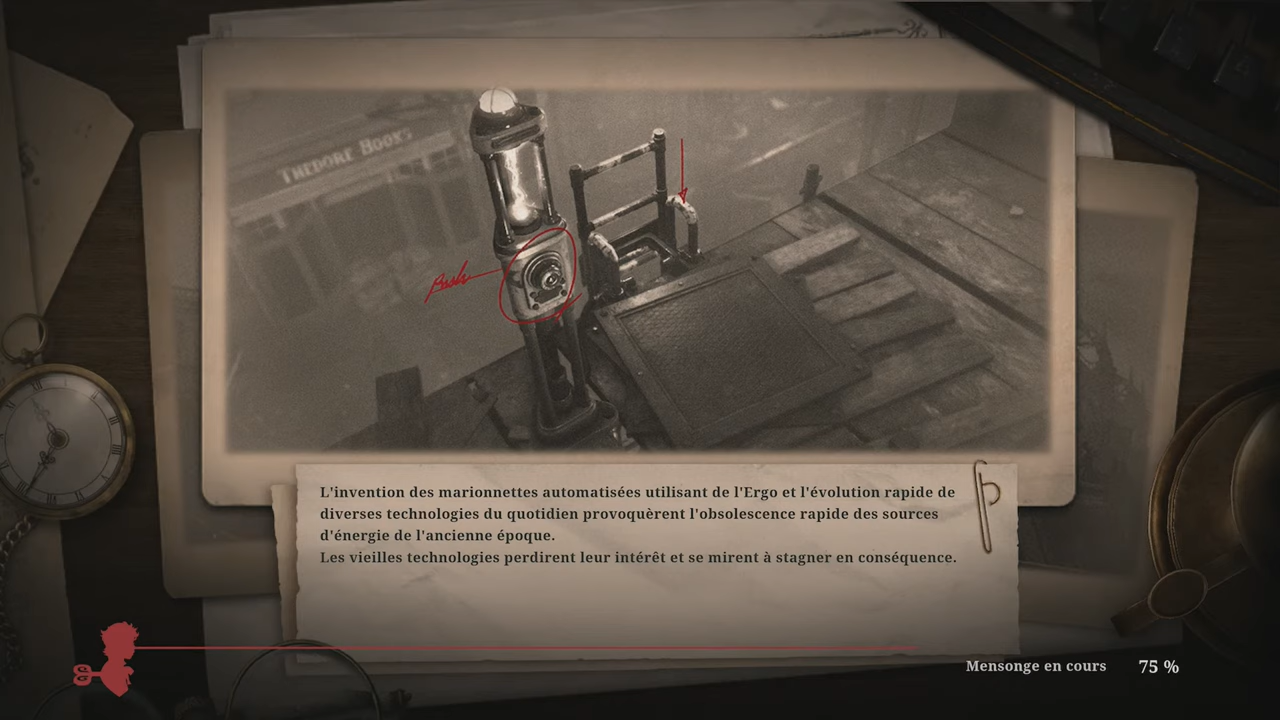 THEDORE BOOKS
Push
L'invention des marionnettes automatisées utilisant de l'Ergo et l'évolution rapide de
diverses technologies du quotidien provoquèrent l'obsolescence rapide des sources
d'énergie de l'ancienne époque.
Les vieilles technologies perdirent leur intérêt et se mirent à stagner en conséquence.
Mensonge en cours 75 %